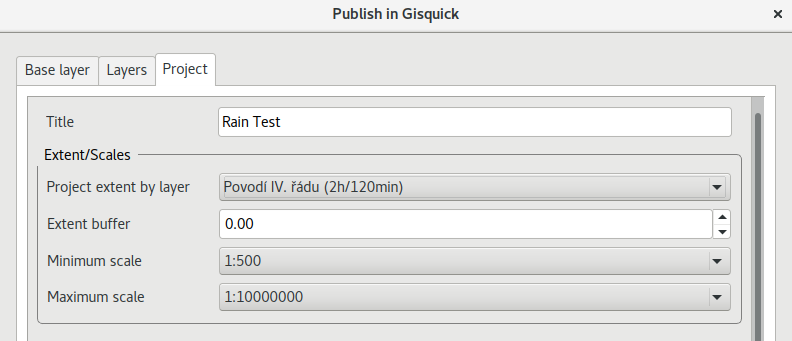 Publish in Gisquick
Base layer Layers Project
Title Rain Test
Extent/Scales
Project extent by layer Povodí IV. řádu (2h/120min)
Extent buffer 0.00
Minimum scale 1:500
Maximum scale 1:10000000